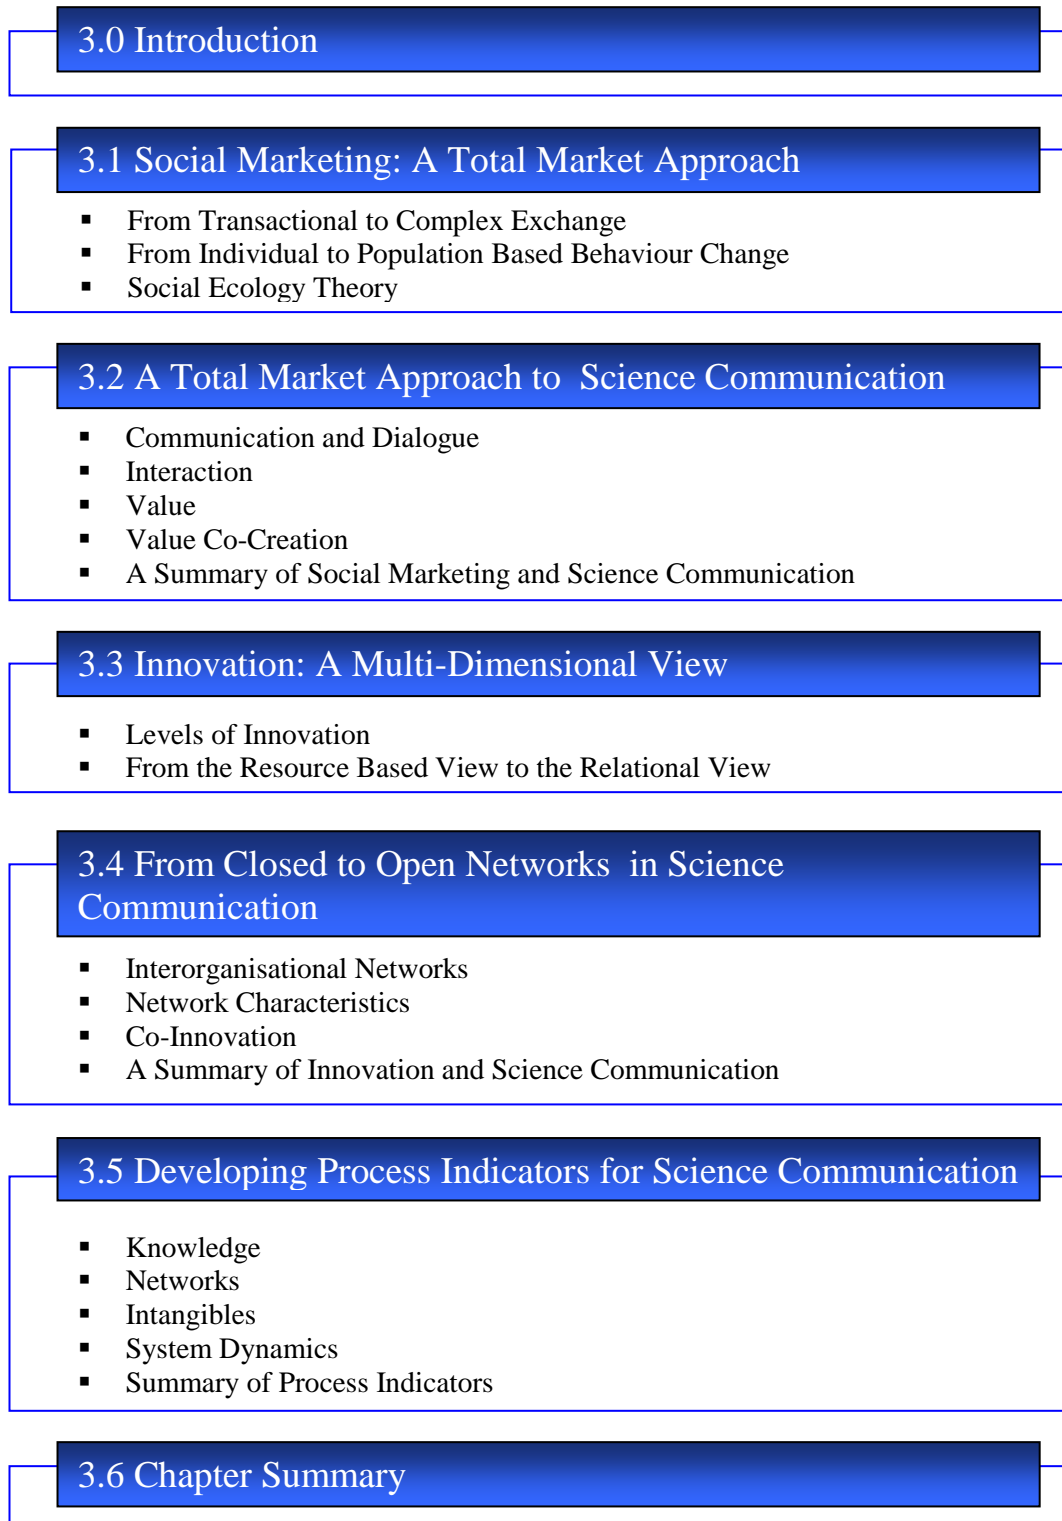 3.0 Introduction
3.1 Social Marketing: A Total Market Approach
▪ From Transactional to Complex Exchange
▪ From Individual to Population Based Behaviour Change
▪ Social Ecology Theory
3.2 A Total Market Approach to Science Communication
▪ Communication and Dialogue
▪ Interaction
▪ Value
▪ Value Co-Creation
▪ A Summary of Social Marketing and Science Communication
3.3 Innovation: A Multi-Dimensional View
▪ Levels of Innovation
▪ From the Resource Based View to the Relational View
3.4 From Closed to Open Networks in Science
Communication
▪ Interorganisational Networks
▪ Network Characteristics
▪ Co-Innovation
▪ A Summary of Innovation and Science Communication
3.5 Developing Process Indicators for Science Communication
▪ Knowledge
▪ Networks
▪ Intangibles
▪ System Dynamics
▪ Summary of Process Indicators
3.6 Chapter Summary